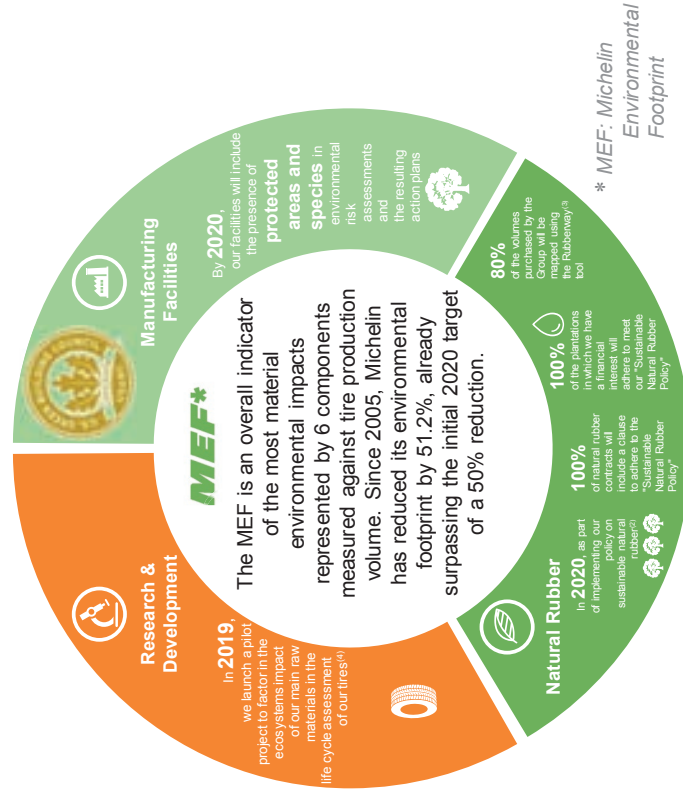 Research &
Development
In 2019,
we launch a pilot
project to factor in the
ecosystems impact
of our main raw
materials in the
life cycle assessment
of our tires(4)
Manufacturing
Facilities
By 2020,
our facilities will include
the presence of
protected
areas and
species in
environmental
risk
assessments
and
the resulting
action plans
MEF*
The MEF is an overall indicator
of the most material
environmental impacts
represented by 6 components
measured against tire production
volume. Since 2005, Michelin
has reduced its environmental
footprint by 51.2%, already
surpassing the initial 2020 target
of a 50% reduction.
Natural Rubber
In 2020, as part
of implementing our
policy on
sustainable natural
rubber(2)
100%
of natural rubber
contracts will
include a clause
to adhere to the
"Sustainable
Natural Rubber
Policy"
100%
of the plantations
in which we have
a financial
interest will
adhere to meet
our "Sustainable
Natural Rubber
Policy"
80%
of the volumes
purchased by the
Group will be
mapped using
the Rubberway(3)
tool
* MEF: Michelin
Environmental
Footprint